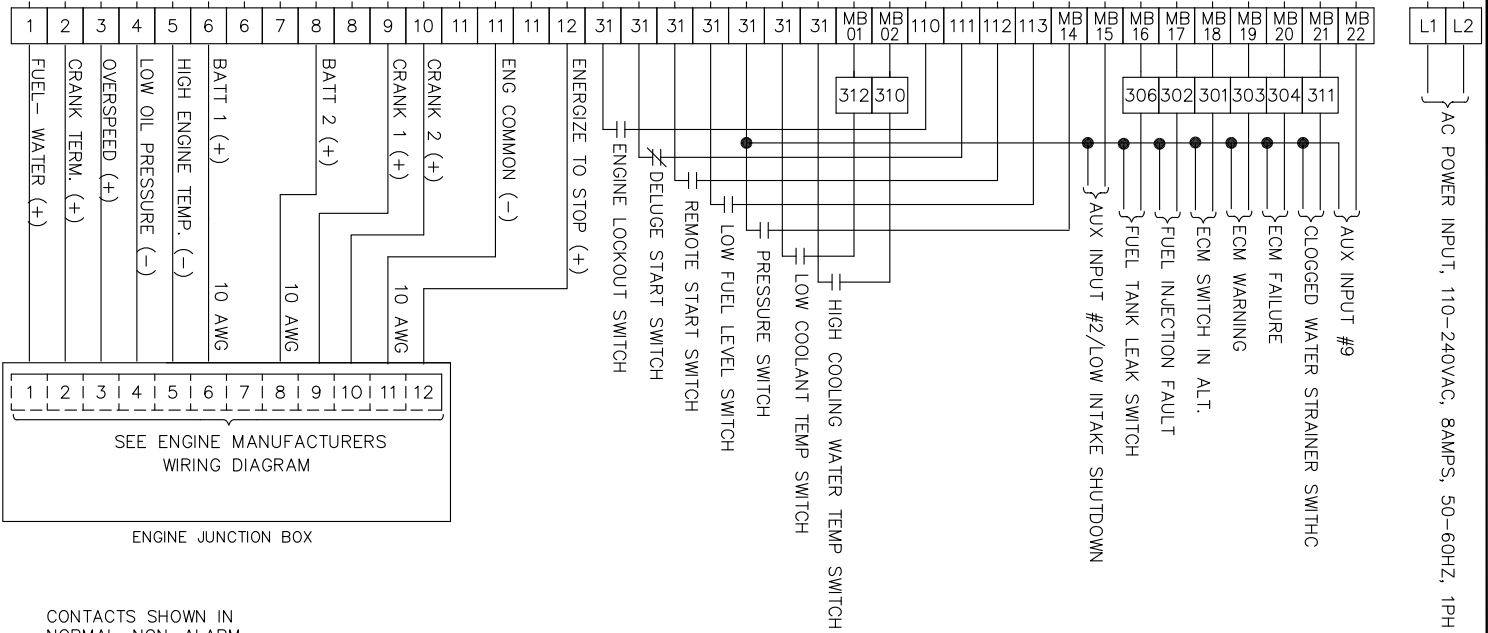 1 2 3 4 5 6 6 8 8 9 10 11 11 12 31 31 31 31 31 31 31 MB 01 MB 02 110 111 112 113 MB 14 MB 15 MB 16 MB 17 MB 18 MB 19 MB 20 MB 21 MB 22 L1 L2
312 310
306 302 301 303 304 311
FUEL-WATER (+)
CRANK TERM. (+)
OVERSPEED (+)
LOW OIL PRESSURE (-)
HIGH ENGINE TEMP. (-)
BATT 1 (+)
10 AWG
BATT 2 (+)
10 AWG
CRANK 1 (+)
CRANK 2 (+)
10 AWG
ENG COMMON (-)
ENERGIZE TO STOP (+)
ENGINE LOCKOUT SWITCH
DELUGE START SWITCH
REMOTE START SWITCH
LOW FUEL LEVEL SWITCH
PRESSURE SWITCH
LOW COOLANT TEMP SWITCH
HIGH COOLING WATER TEMP SWITCH
AUX INPUT #2/LOW INTAKE SHUTDOWN
FUEL TANK LEAK SWITCH
FUEL INJECTION FAULT
ECM SWITCH IN ALT.
ECM WARNING
ECM FAILURE
CLOGGED WATER STRAINER SWITHC
AUX INPUT #9
AC POWER INPUT, 110-240VAC, 8AMPS, 50-60HZ, 1PH
1 2 3 4 5 6 7 8 9 10 11 12
SEE ENGINE MANUFACTURERS
WIRING DIAGRAM
ENGINE JUNCTION BOX
CONTACTS SHOWN IN
NORMAL NON-ALARM